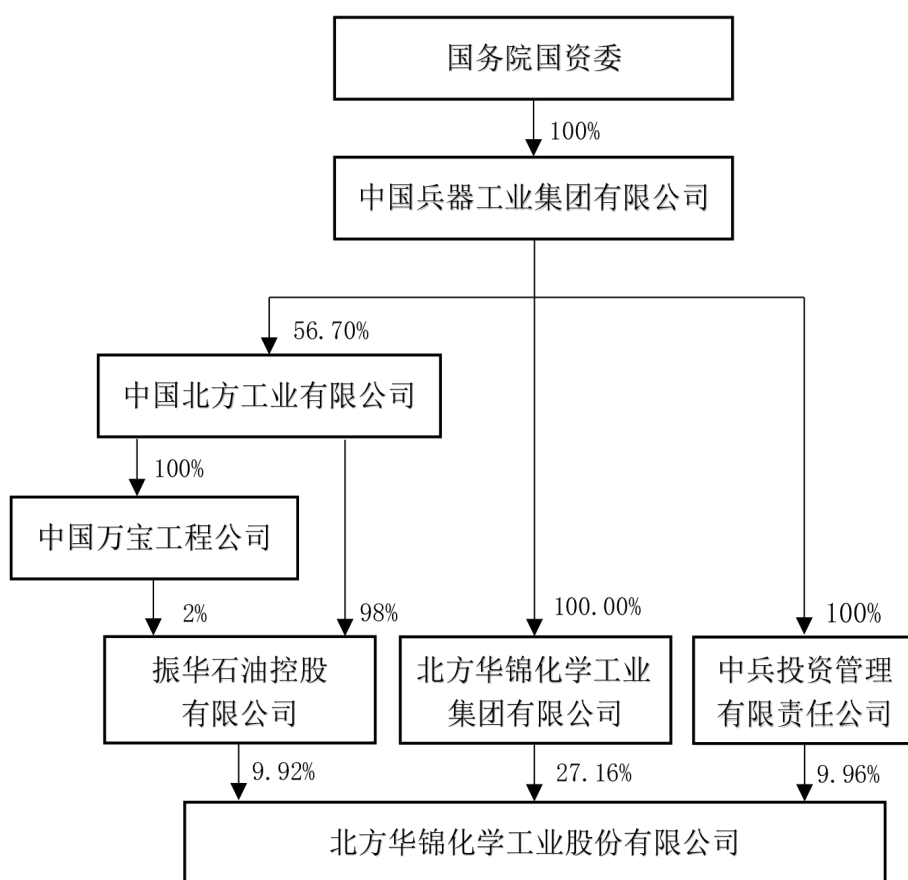 国务院国资委
100%
中国兵器工业集团有限公司
56.70%
中国北方工业有限公司
100%
中国万宝工程公司
2%
98%
100.00%
100%
振华石油控股
有限公司
北方华锦化学工业
集团有限公司
中兵投资管理
有限责任公司
9.92%
27.16%
9.96%
北方华锦化学工业股份有限公司